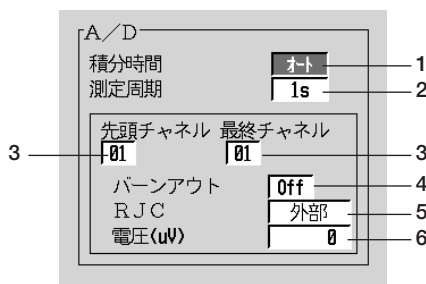 A/D
積分時間 オート 1
測定周期 1s 2
先頭チャネル 最終チャネル
3 01 01 3
バーンアウト Off 4
RJC 外部 5
電圧(uV) 0 6